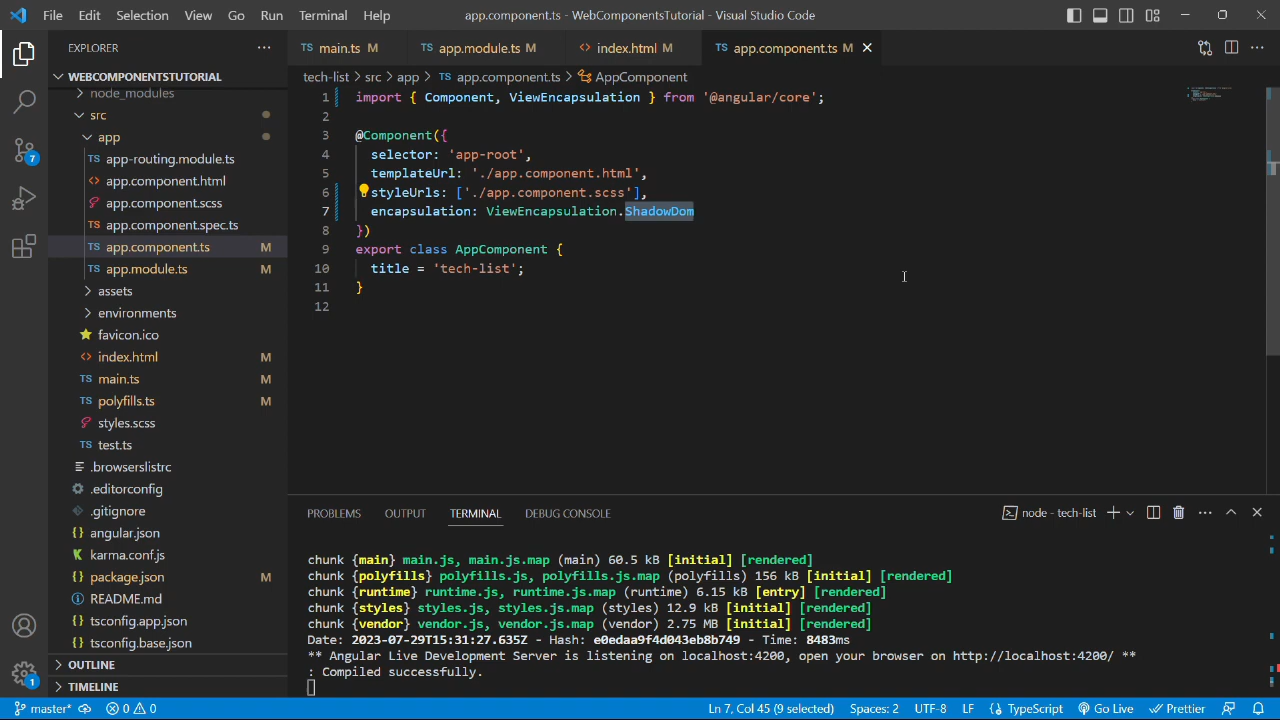 File Edit Selection View Go Run Terminal Help
app.component.ts - WebComponentsTutorial - Visual Studio Code
EXPLORER
WEBCOMPONENTSTUTORIAL
node_modules
src
app
TS app-routing.module.ts
<> app.component.html
app.component.scss
TS app.component.spec.ts
TS app.component.ts M
TS app.module.ts M
assets
environments
favicon.ico
<> index.html M
TS main.ts M
TS polyfills.ts M
styles.scss
TS test.ts
.browserslistrc
.editorconfig
.gitignore
{} angular.json
karma.conf.js
{} package.json M
README.md
tsconfig.app.json
tsconfig.base.json
OUTLINE
TIMELINE
7
1
TS main.ts M
TS app.module.ts M
<> index.html M
TS app.component.ts M
tech-list > src > app > TS app.component.ts > AppComponent
1 import { Component, ViewEncapsulation } from '@angular/core';
2
3 @Component({
4 selector: 'app-root',
5 templateUrl: './app.component.html',
6 styleUrls: ['./app.component.scss'],
7 encapsulation: ViewEncapsulation.ShadowDom
8 })
9 export class AppComponent {
10 title = 'tech-list';
11 }
12
PROBLEMS OUTPUT TERMINAL DEBUG CONSOLE
node - tech-list
chunk {main} main.js, main.js.map (main) 60.5 kB [initial] [rendered]
chunk {polyfills} polyfills.js, polyfills.js.map (polyfills) 156 kB [initial] [rendered]
chunk {runtime} runtime.js, runtime.js.map (runtime) 6.15 kB [entry] [rendered]
chunk {styles} styles.js, styles.js.map (styles) 12.9 kB [initial] [rendered]
chunk {vendor} vendor.js, vendor.js.map (vendor) 2.75 MB [initial] [rendered]
Date: 2023-07-29T15:31:27.635Z - Hash: e0edaa9f4d043eb8b749 - Time: 8483ms
** Angular Live Development Server is listening on localhost:4200, open your browser on http://localhost:4200/ **
: Compiled successfully.
master* 0 0 Ln 7, Col 45 (9 selected) Spaces: 2 UTF-8 LF {} TypeScript Go Live Prettier